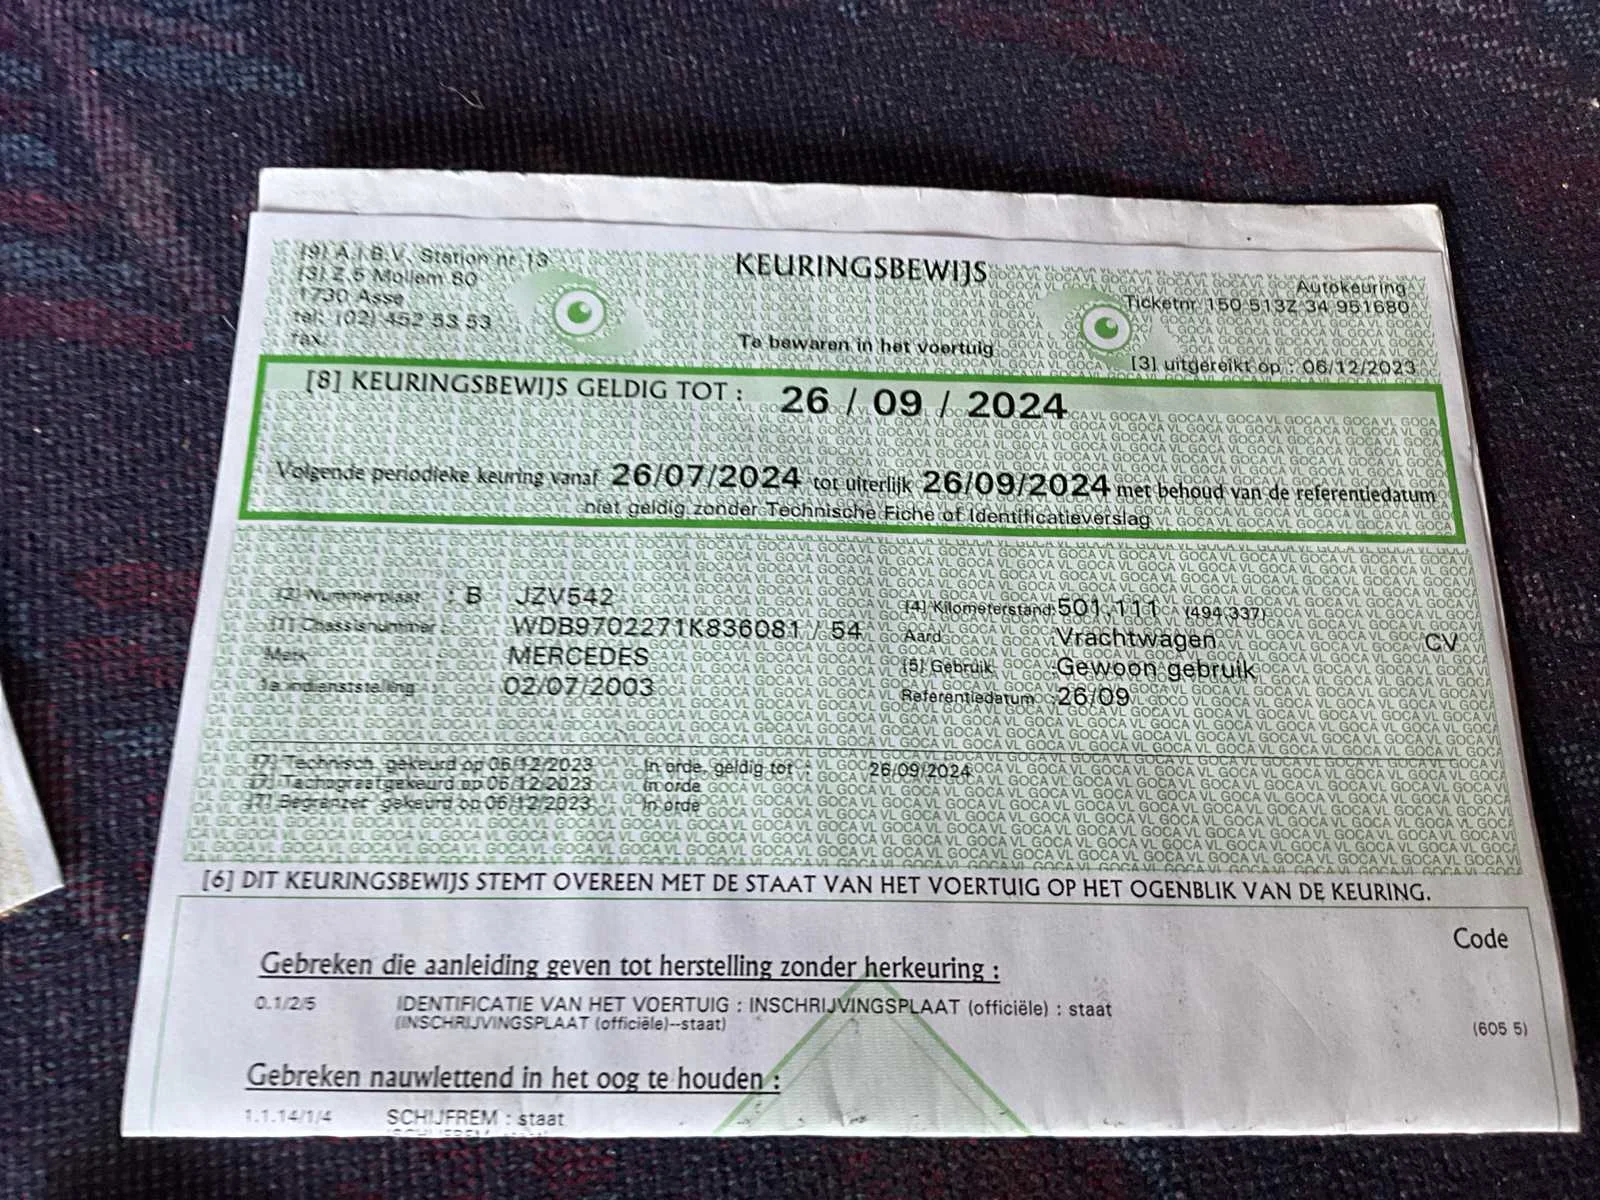 [9] A.I.B.V. Station nr 13
[3] Z.5 Mollem 80
1730 Asse
tel: (02) 452 53 53
fax:
KEURINGSBEWIJS
Te bewaren in het voertuig
Autokeuring
Ticketnr 150 513Z 34 951680
[3] uitgereikt op : 06/12/2023
[8] KEURINGSBEWIJS GELDIG TOT : 26 / 09 / 2024
Volgende periodieke keuring vanaf 26/07/2024 tot uiterlijk 26/09/2024 met behoud van de referentiedatum
niet geldig zonder Technische Fiche of Identificatieverslag
[2] Nummerplaat : B JZV542
[1] Chassisnummer : WDB9702271K836081 / 54
Merk MERCEDES
1e indienststelling : 02/07/2003
[4] Kilometerstand: 501.111 (494,337)
Aard Vrachtwagen CV
[5] Gebruik : Gewoon gebruik
Referentiedatum : 26/09
[7] Technisch gekeurd op 06/12/2023 In orde, geldig tot : 26/09/2024
[7] Tachograaf gekeurd op 06/12/2023 In orde
[7] Begrenzer gekeurd op 06/12/2023 In orde
[6] DIT KEURINGSBEWIJS STEMT OVEREEN MET DE STAAT VAN HET VOERTUIG OP HET OGENBLIK VAN DE KEURING.
Code
Gebreken die aanleiding geven tot herstelling zonder herkeuring :
0.1/2/5 IDENTIFICATIE VAN HET VOERTUIG : INSCHRIJVINGSPLAAT (officiële) : staat
(INSCHRIJVINGSPLAAT (officiële)--staat) (605 5)
Gebreken nauwlettend in het oog te houden :
1.1.14/1/4 SCHIJFREM : staat